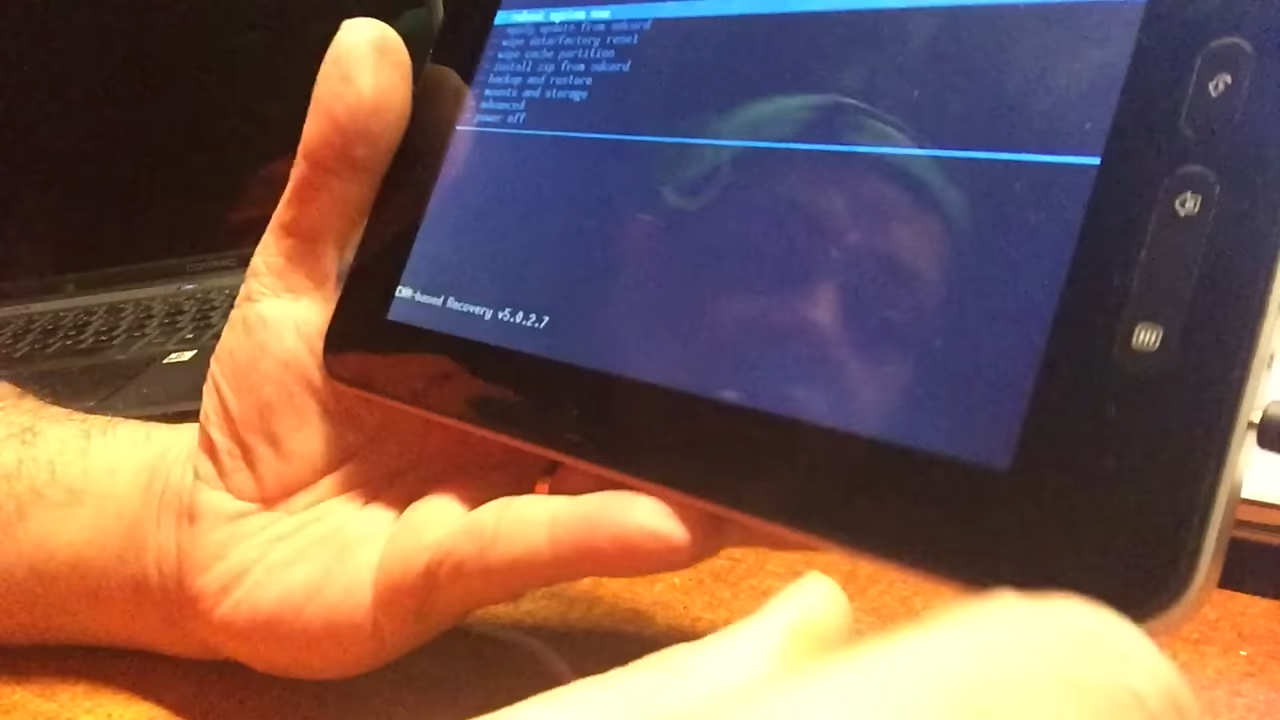 - reboot system now
- apply update from sdcard
- wipe data/factory reset
- wipe cache partition
- install zip from sdcard
- backup and restore
- mounts and storage
- advanced
- power off
CWM-based Recovery v5.0.2.7